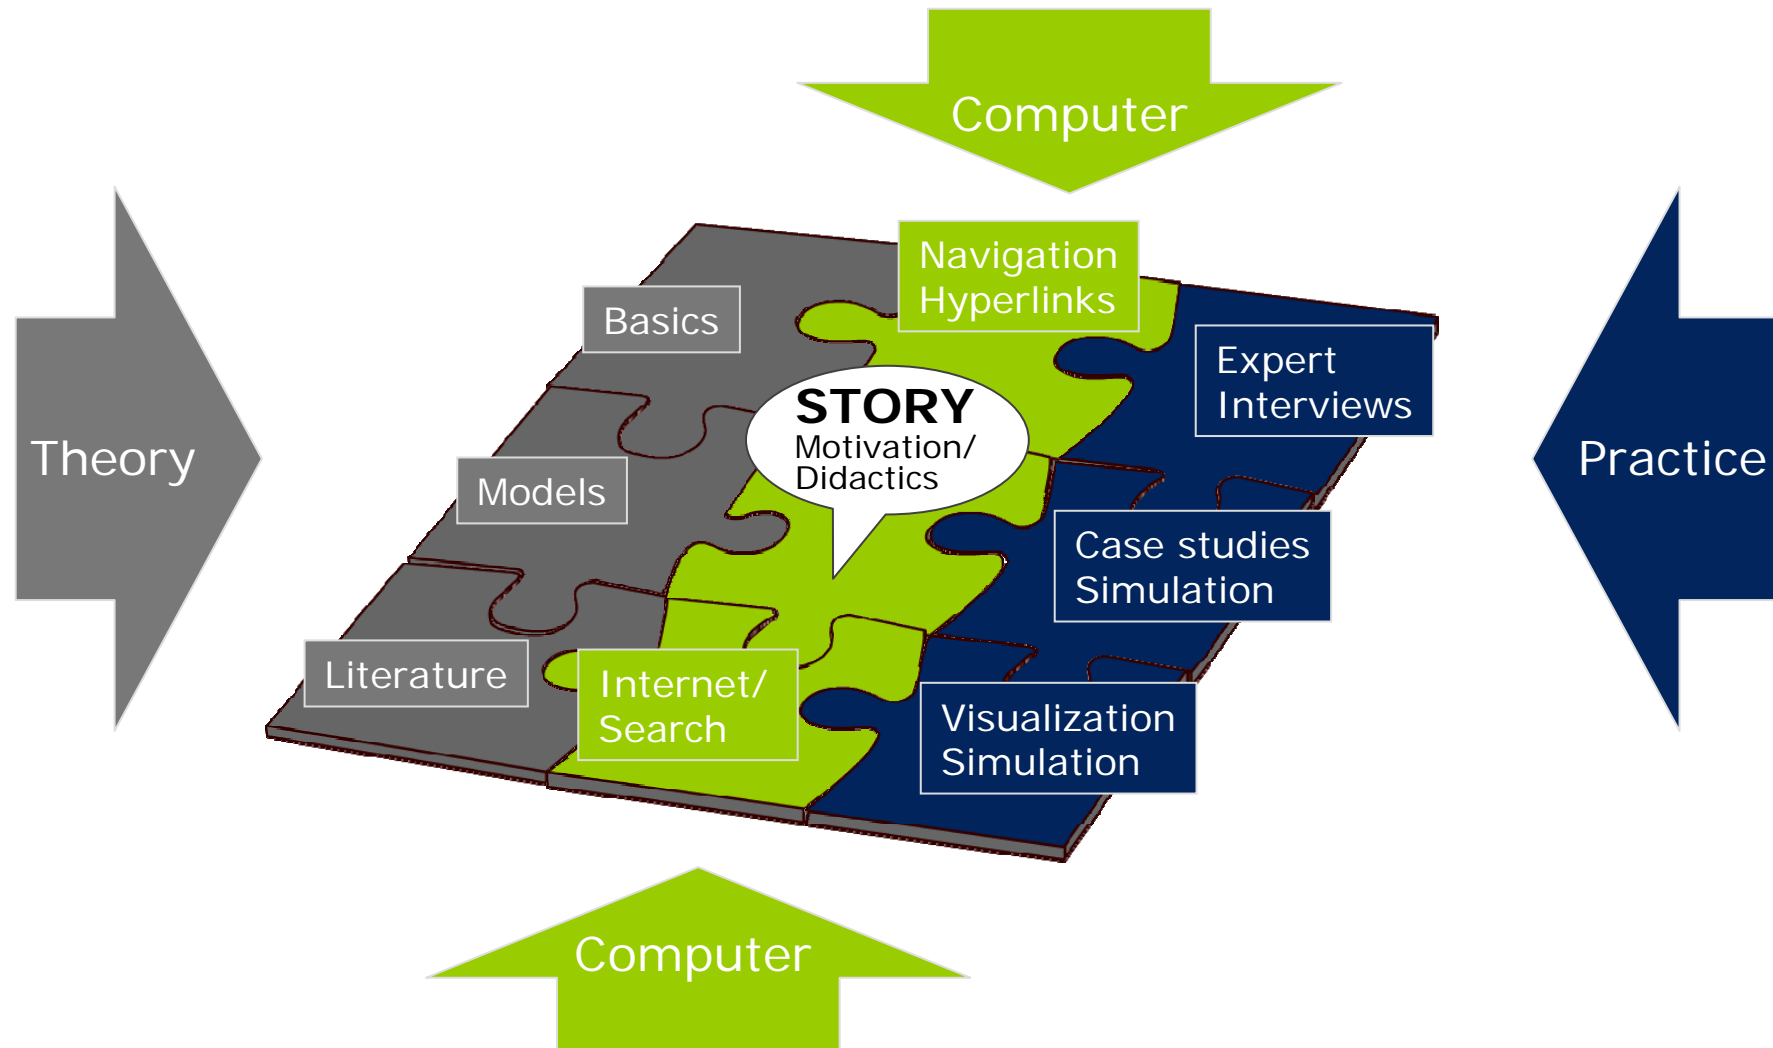 Computer
Navigation
Hyperlinks
Basics
Expert
Interviews
STORY
Motivation/
Didactics
Theory
Practice
Models
Case studies
Simulation
Literature
Internet/
Search
Visualization
Simulation
Computer